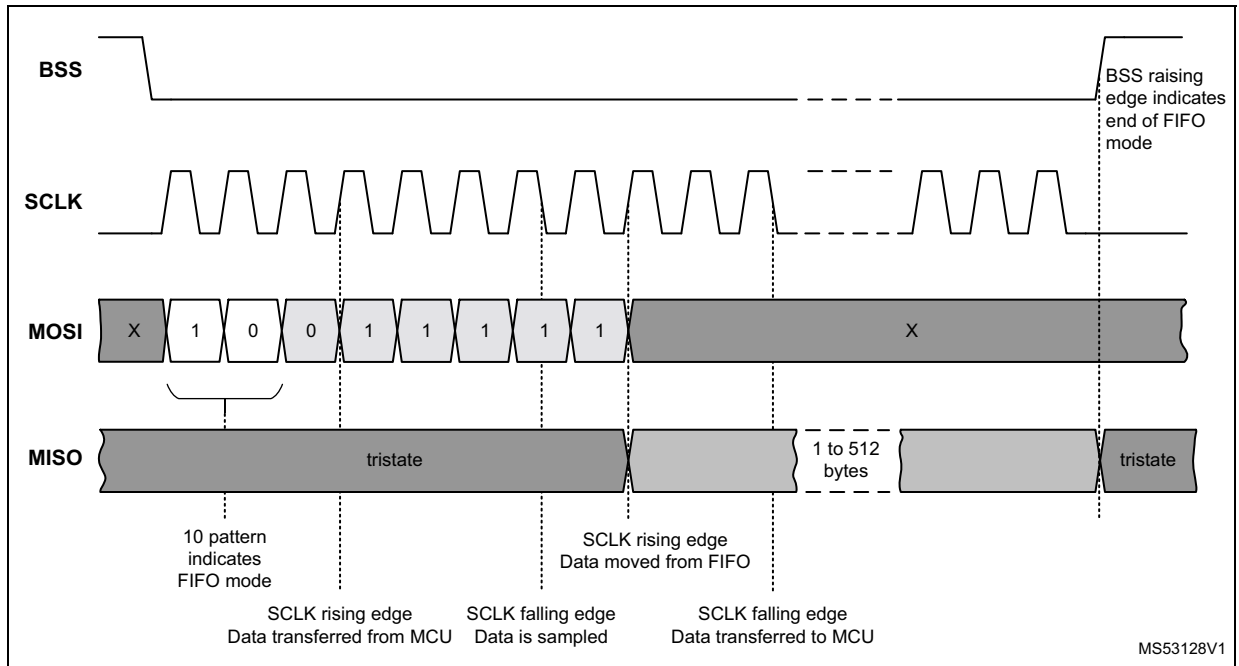 BSS
BSS raising
edge indicates
end of FIFO
mode
SCLK
MOSI
X 1 0 0 1 1 1 1 1 X
MISO
tristate
1 to 512
bytes
tristate
10 pattern
indicates
FIFO mode
SCLK rising edge
Data transferred from MCU
SCLK falling edge
Data is sampled
SCLK rising edge
Data moved from FIFO
SCLK falling edge
Data transferred to MCU
MS53128V1